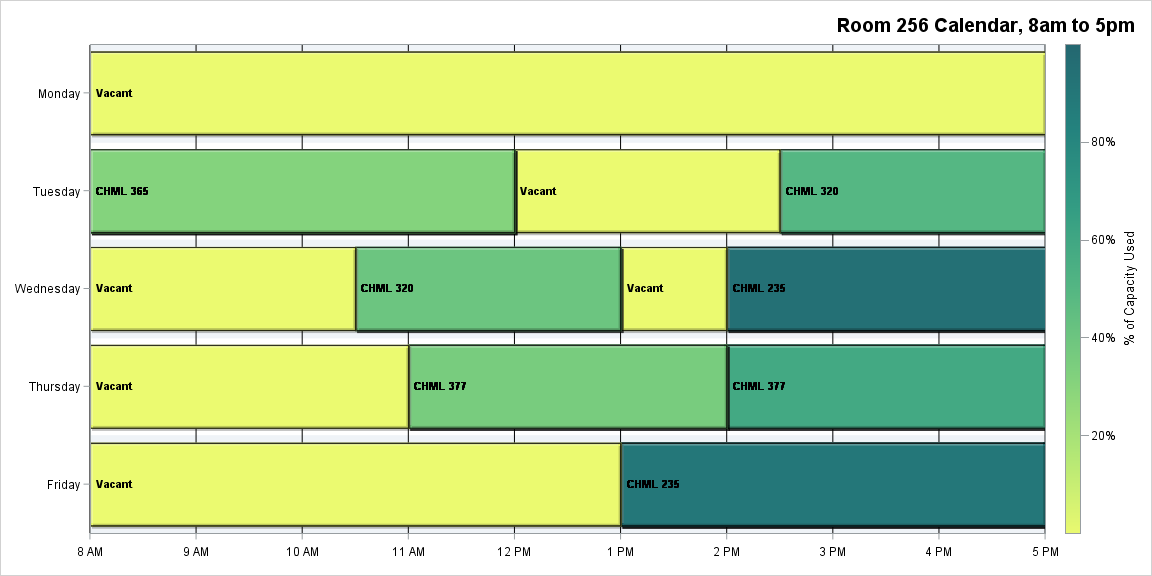 Room 256 Calendar, 8am to 5pm
Monday
Vacant
Tuesday
CHML 365
Vacant
CHML 320
Wednesday
Vacant
CHML 320
Vacant
CHML 235
Thursday
Vacant
CHML 377
CHML 377
Friday
Vacant
CHML 235
8 AM
9 AM
10 AM
11 AM
12 PM
1 PM
2 PM
3 PM
4 PM
5 PM
80%
60%
40%
20%
% of Capacity Used